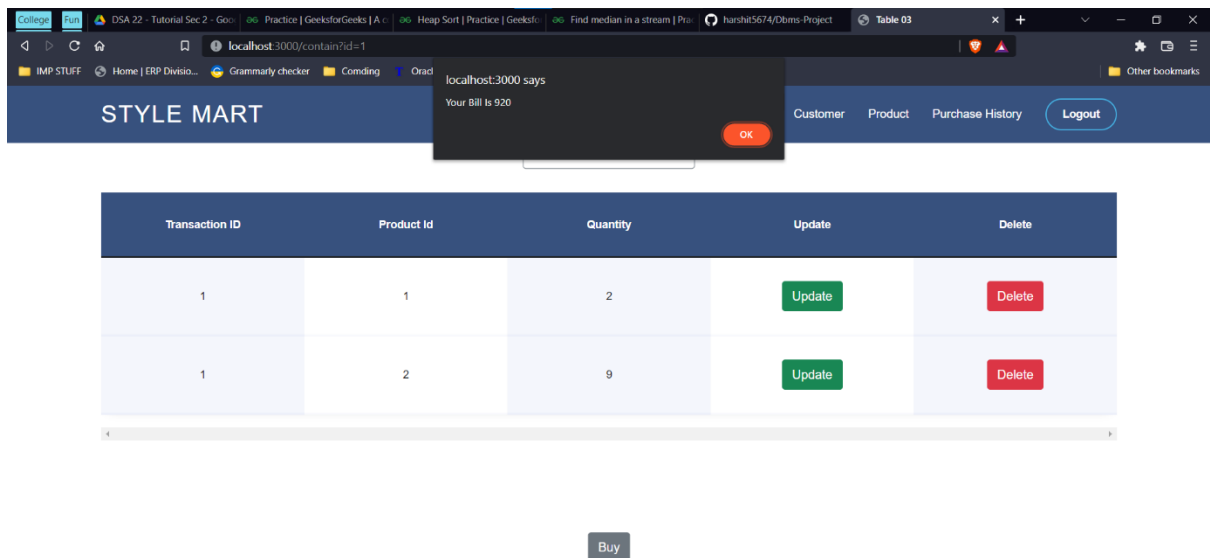 College Fun DSA 22 - Tutorial Sec 2 - Goo Practice | GeeksforGeeks | A c Heap Sort | Practice | Geeksfo Find median in a stream | Prac harshit5674/Dbms-Project Table 03
localhost:3000/contain?id=1
IMP STUFF Home | ERP Divisio... Grammarly checker Comding Oracl Other bookmarks
localhost:3000 says
Your Bill Is 920
OK
STYLE MART Customer Product Purchase History Logout
Transaction ID Product Id Quantity Update Delete
1 1 2 Update Delete
1 2 9 Update Delete
Buy